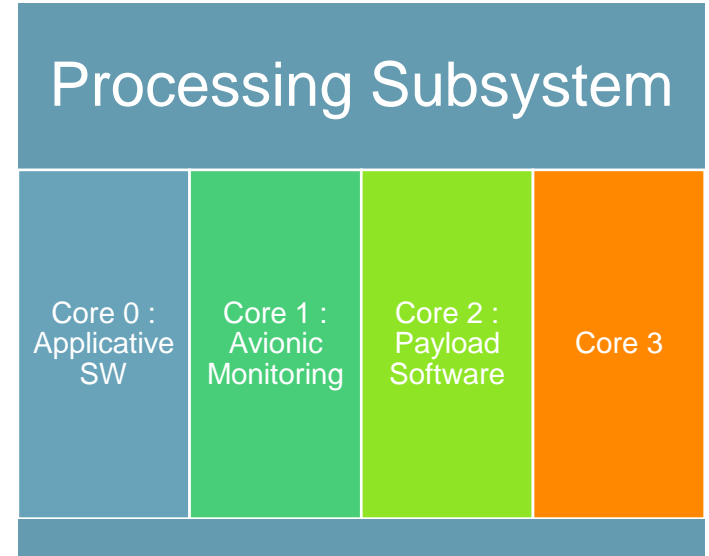 Processing Subsystem
Core 0 :
Applicative
SW
Core 1 :
Avionic
Monitoring
Core 2 :
Payload
Software
Core 3